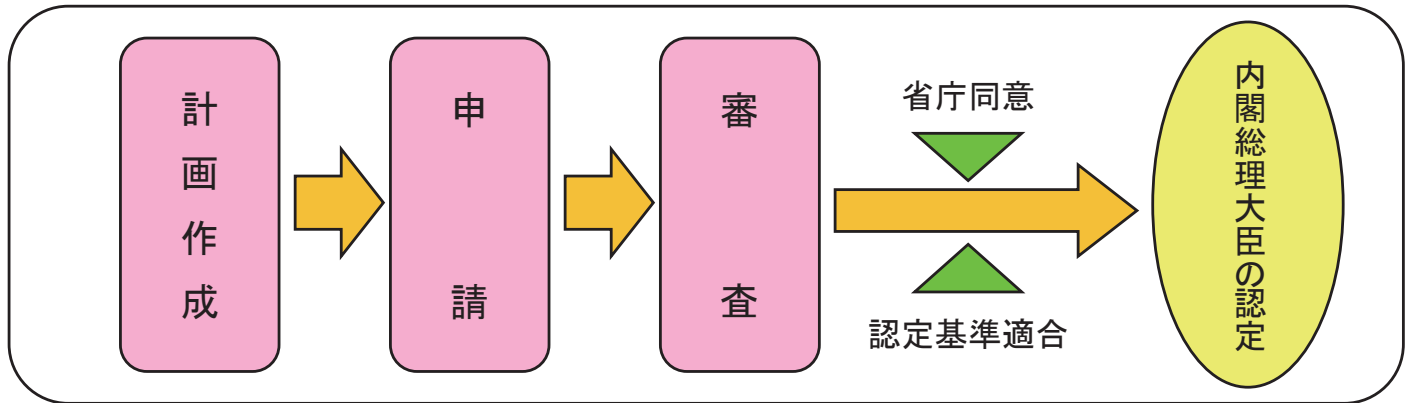 計画作成
申請
審査
省庁同意
認定基準適合
内閣総理大臣の認定